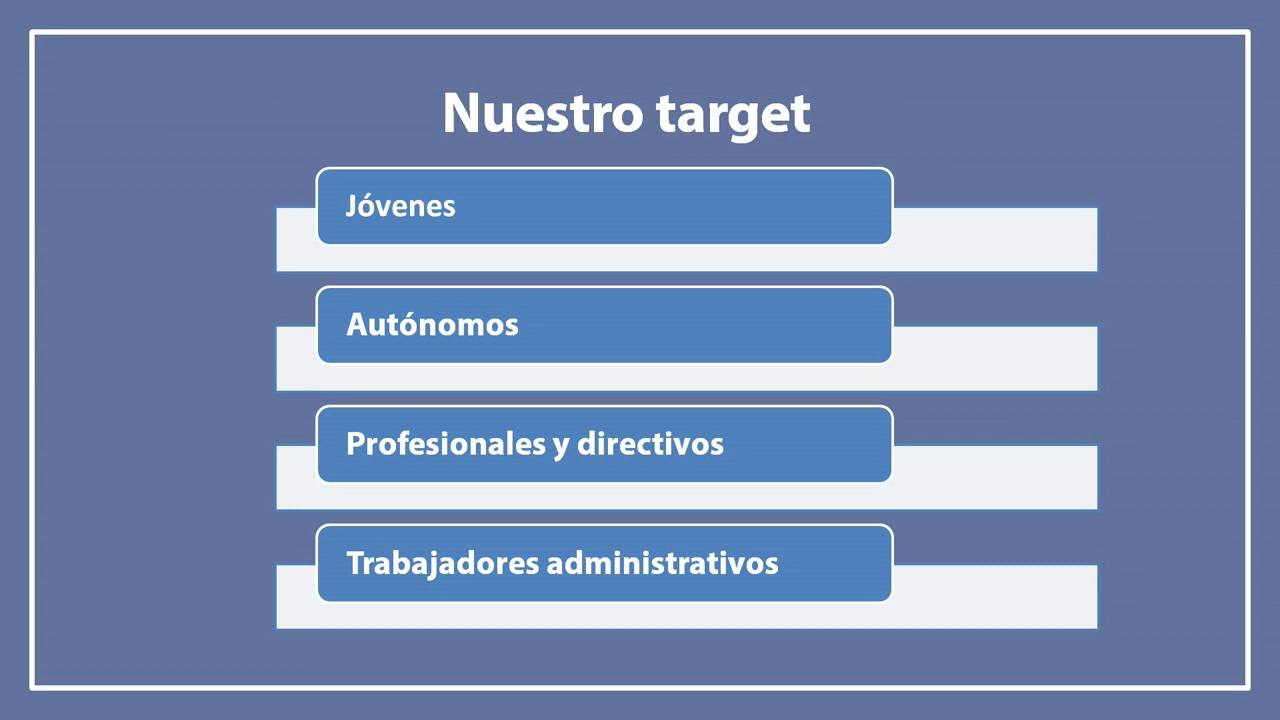 Nuestro target
Jóvenes
Autónomos
Profesionales y directivos
Trabajadores administrativos